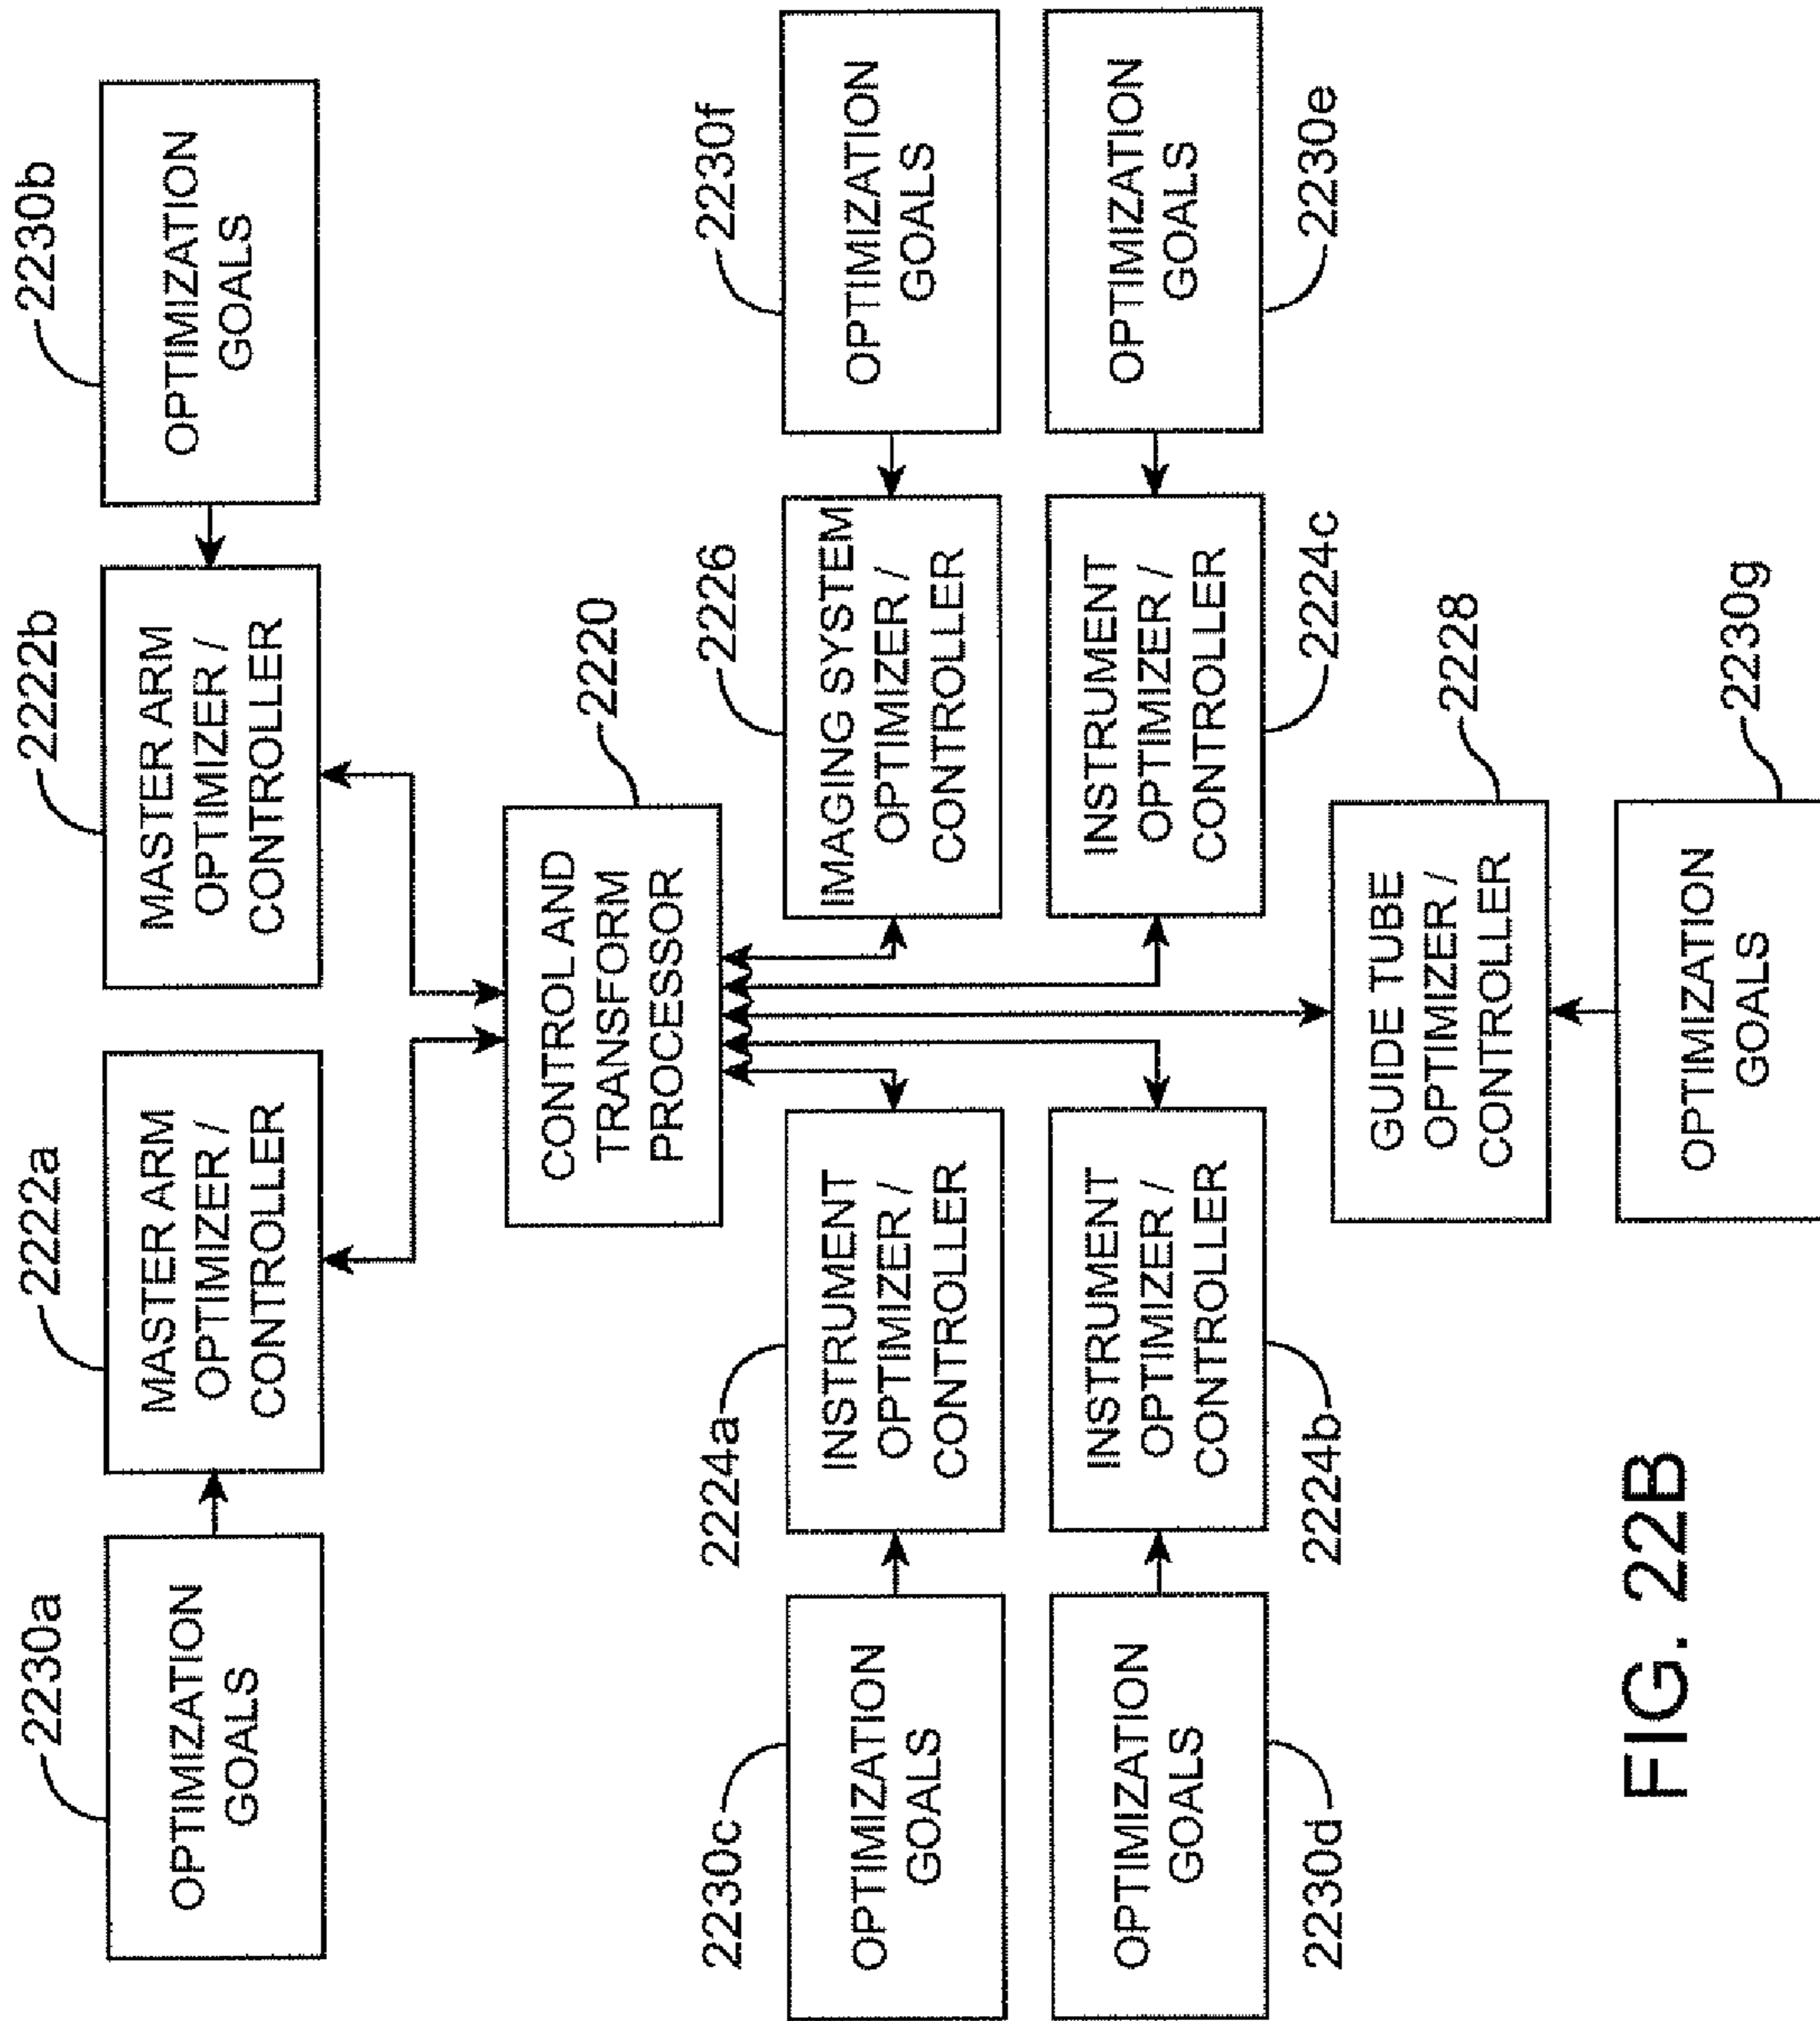 2230a
OPTIMIZATION
GOALS
2222a
MASTER ARM
OPTIMIZER /
CONTROLLER
2222b
MASTER ARM
OPTIMIZER /
CONTROLLER
2230b
OPTIMIZATION
GOALS
CONTROL AND
TRANSFORM
PROCESSOR
2220
2230c
OPTIMIZATION
GOALS
2224a
INSTRUMENT
OPTIMIZER /
CONTROLLER
2226
IMAGING SYSTEM
OPTIMIZER /
CONTROLLER
2230f
OPTIMIZATION
GOALS
OPTIMIZATION
GOALS
2230d
INSTRUMENT
OPTIMIZER /
CONTROLLER
2224b
INSTRUMENT
OPTIMIZER /
CONTROLLER
2224c
OPTIMIZATION
GOALS
2230e
GUIDE TUBE
OPTIMIZER /
CONTROLLER
2228
OPTIMIZATION
GOALS
2230g
FIG. 22B